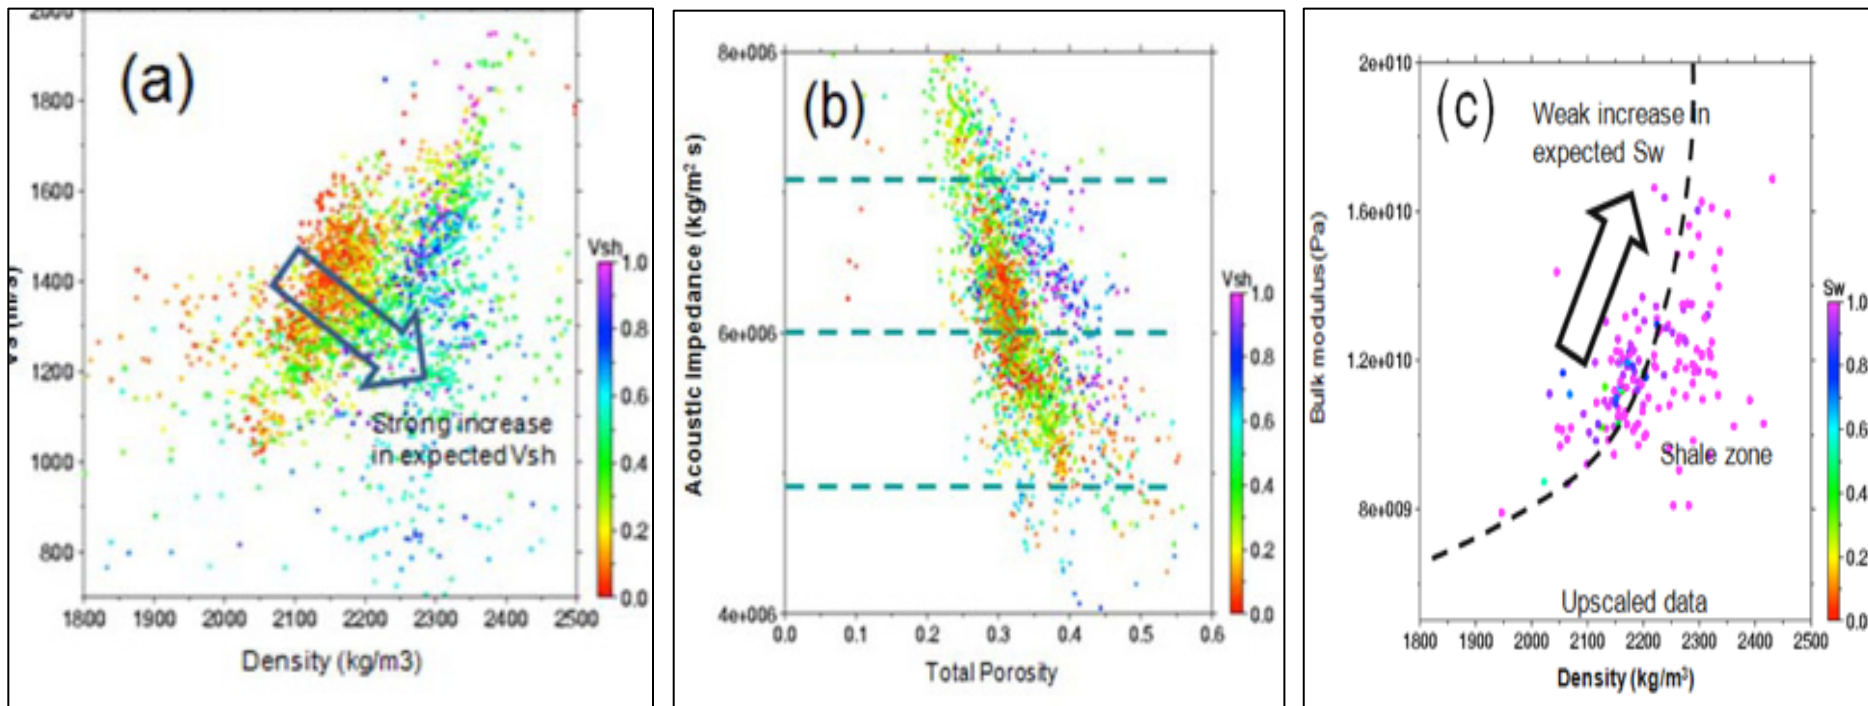 (a)
2000
1800
1600
1400
1200
1000
800
Vsh
1.0
0.8
0.6
0.4
0.2
0.0
Strong increase
in expected Vsh
1800 1900 2000 2100 2200 2300 2400 2500
Density (kg/m3)
(b)
8e+006
6e+006
4e+006
Acoustic Impedance (kg/m² s)
Vsh
1.0
0.8
0.6
0.4
0.2
0.0
0.0 0.1 0.2 0.3 0.4 0.5 0.6
Total Porosity
(c)
2e+010
1.6e+010
1.2e+010
8e+009
Bulk modulus(Pa)
Weak increase in
expected Sw
Sw
1.0
0.8
0.6
0.4
0.2
0.0
Shale zone
Upscaled data
1800 1900 2000 2100 2200 2300 2400 2500
Density (kg/m³)